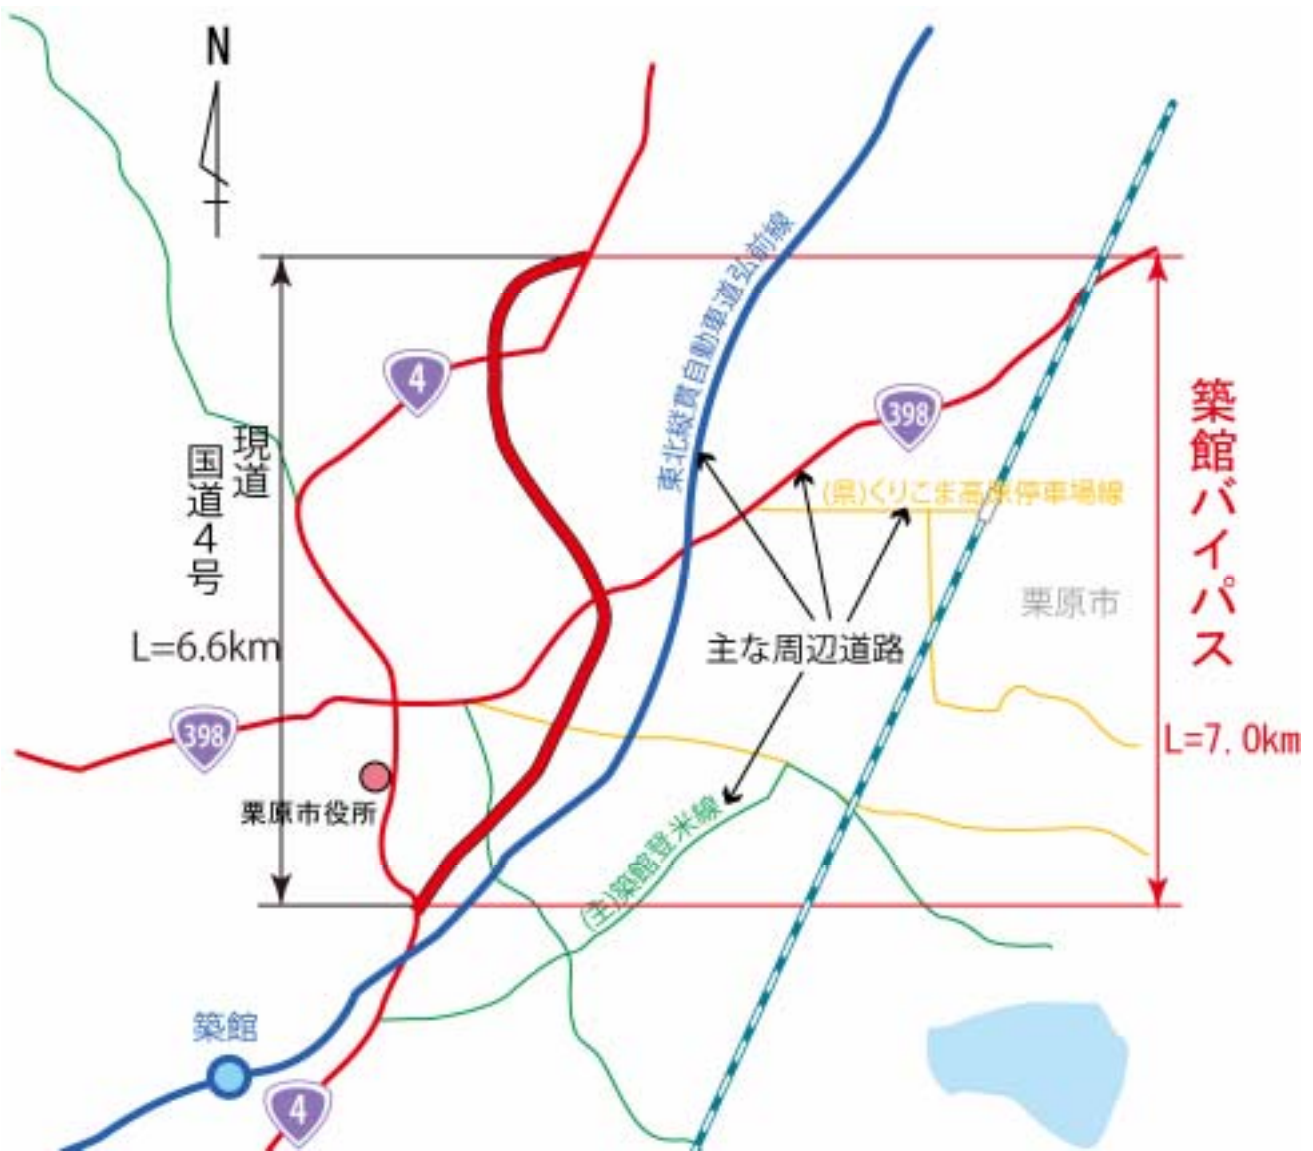 N
東北縦貫自動車道弘前線
4
398
築館バイパス
現道
国道4号
(県)くりこま高原停車場線
栗原市
L=6.6km
主な周辺道路
398
L=7.0km
栗原市役所
(主)築館登米線
築館
4